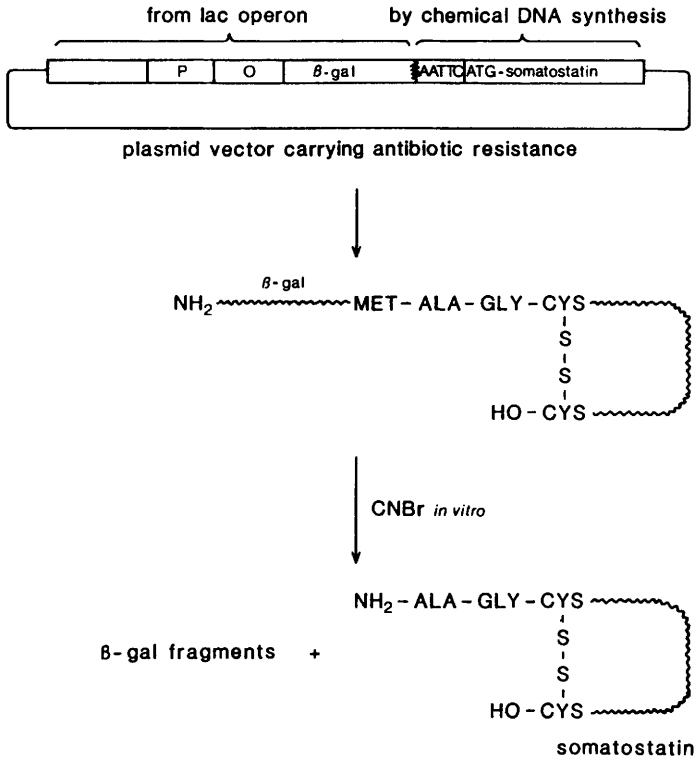 from lac operon by chemical DNA synthesis
P O β-gal AATTC ATG-somatostatin
plasmid vector carrying antibiotic resistance
β-gal
NH2 MET-ALA-GLY-CYS
S
S
HO-CYS
CNBr in vitro
NH2-ALA-GLY-CYS
S
β-gal fragments +
S
HO-CYS
somatostatin